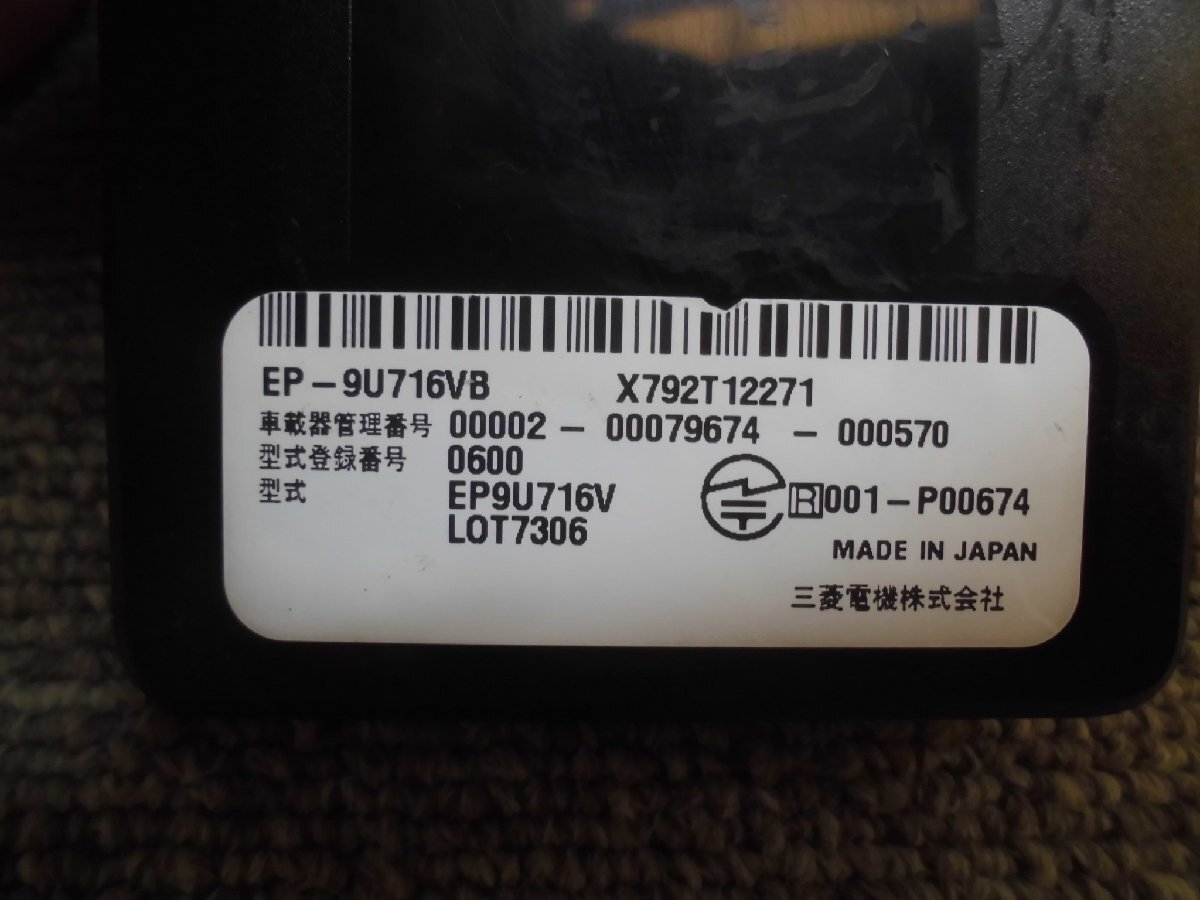 EP-9U716VB X792T12271
車載器管理番号 00002 - 00079674 - 000570
型式登録番号 0600
型式 EP9U716V R 001-P00674
LOT7306
MADE IN JAPAN
三菱電機株式会社